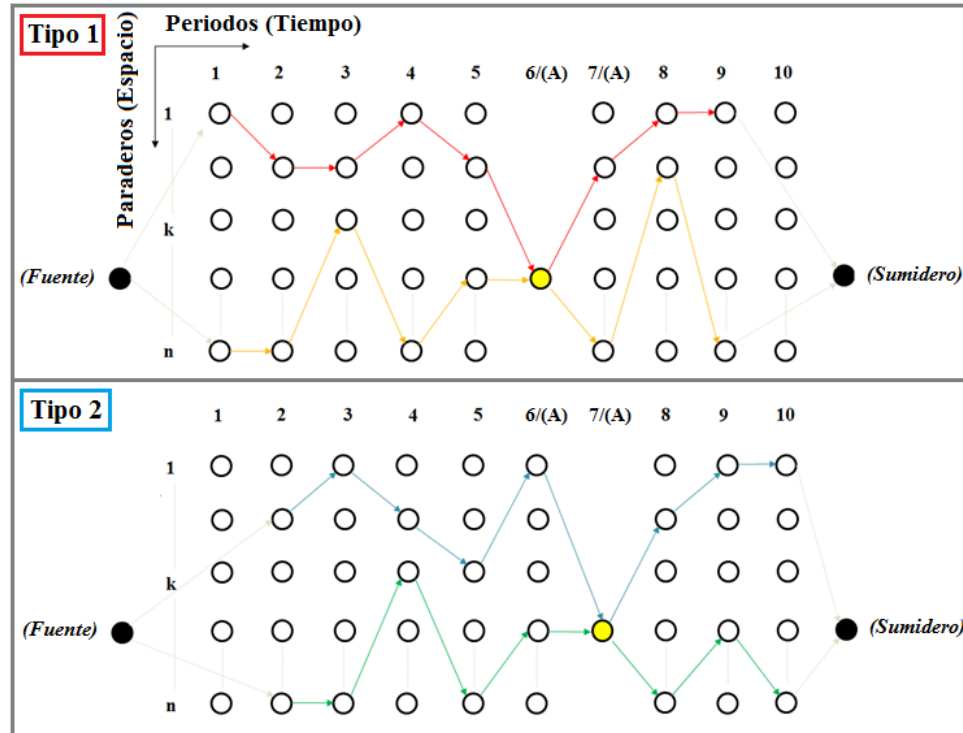 Tipo 1
Periodos (Tiempo)
Paraderos (Espacio)
1 2 3 4 5 6/(A) 7/(A) 8 9 10
1
k
(Fuente)
(Sumidero)
n
Tipo 2
1 2 3 4 5 6/(A) 7/(A) 8 9 10
1
k
(Fuente)
(Sumidero)
n